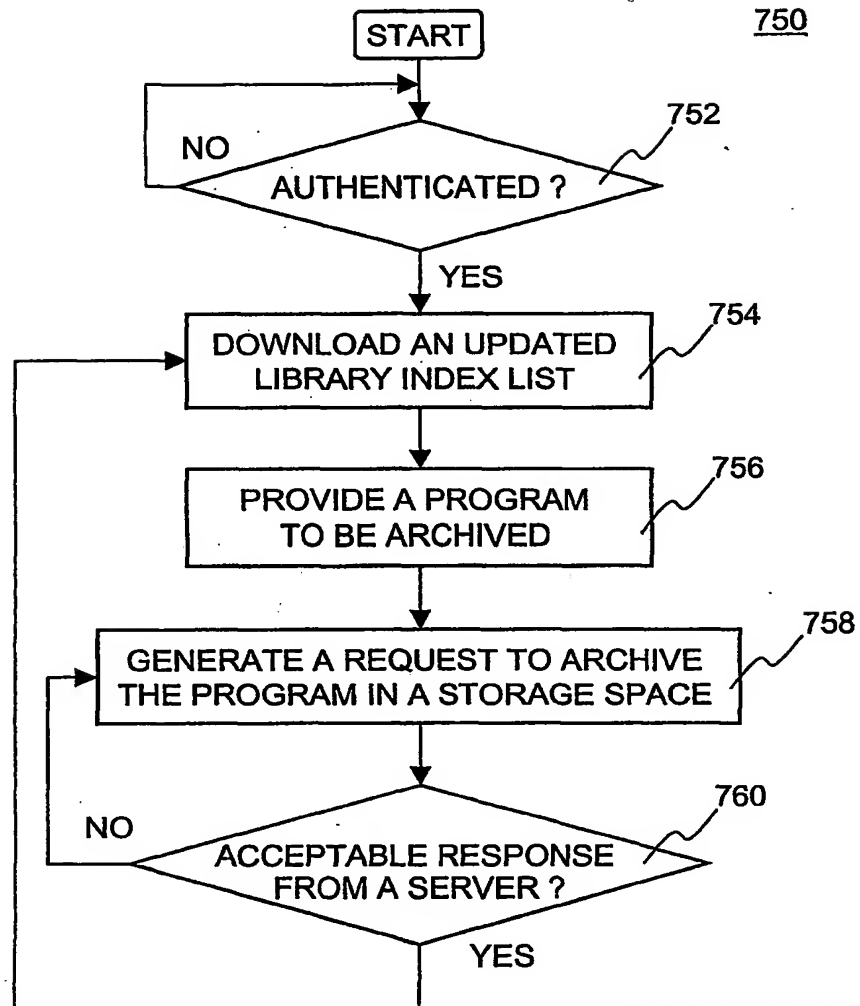 750
START
752
NO
AUTHENTICATED ?
YES
754
DOWNLOAD AN UPDATED
LIBRARY INDEX LIST
756
PROVIDE A PROGRAM
TO BE ARCHIVED
758
GENERATE A REQUEST TO ARCHIVE
THE PROGRAM IN A STORAGE SPACE
760
NO
ACCEPTABLE RESPONSE
FROM A SERVER ?
YES